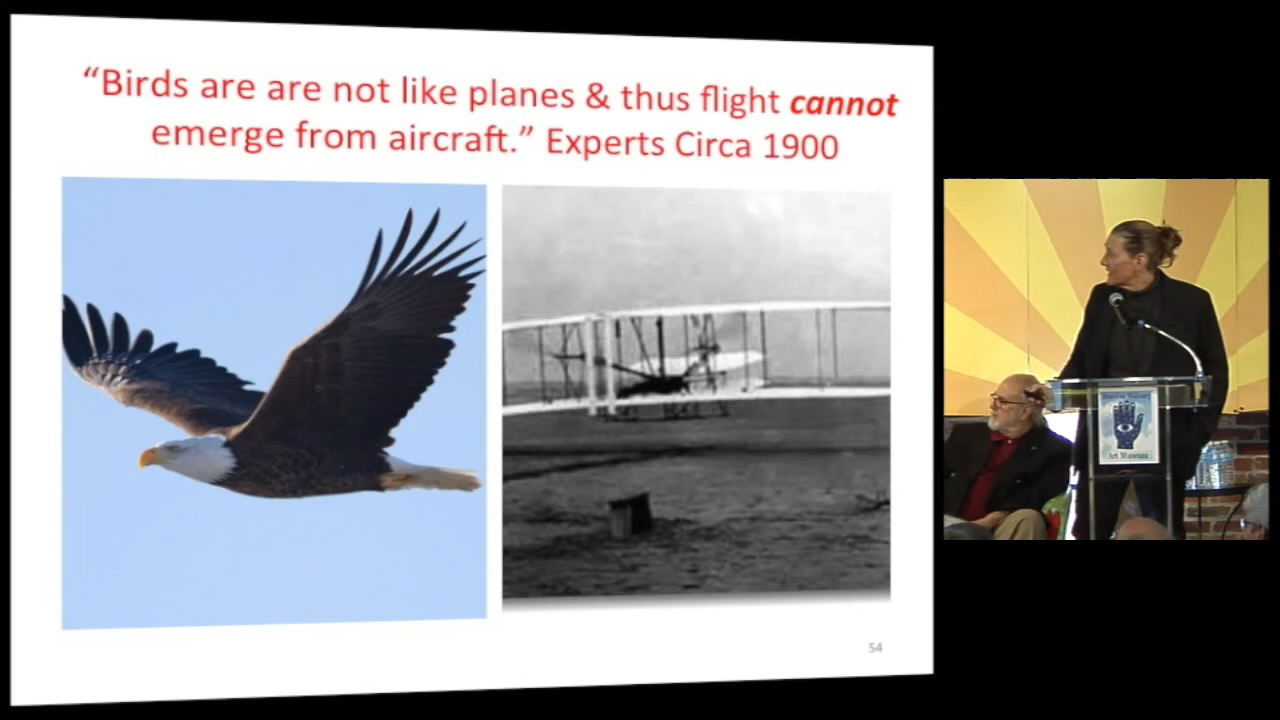 “Birds are are not like planes & thus flight cannot
emerge from aircraft.” Experts Circa 1900
54
Art Museum